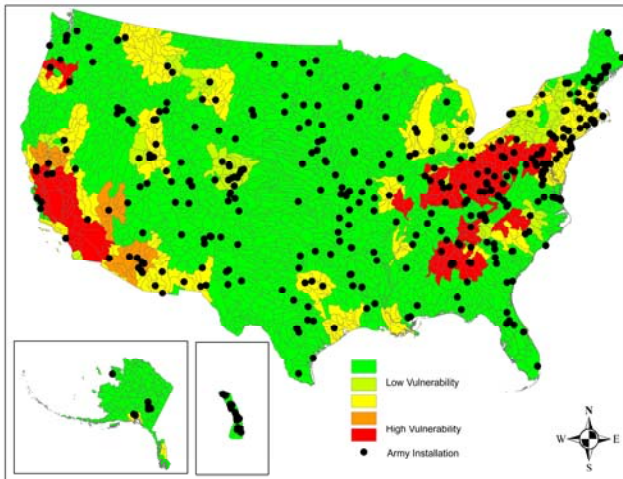 Low Vulnerability
High Vulnerability
Army Installation
N
W E
S